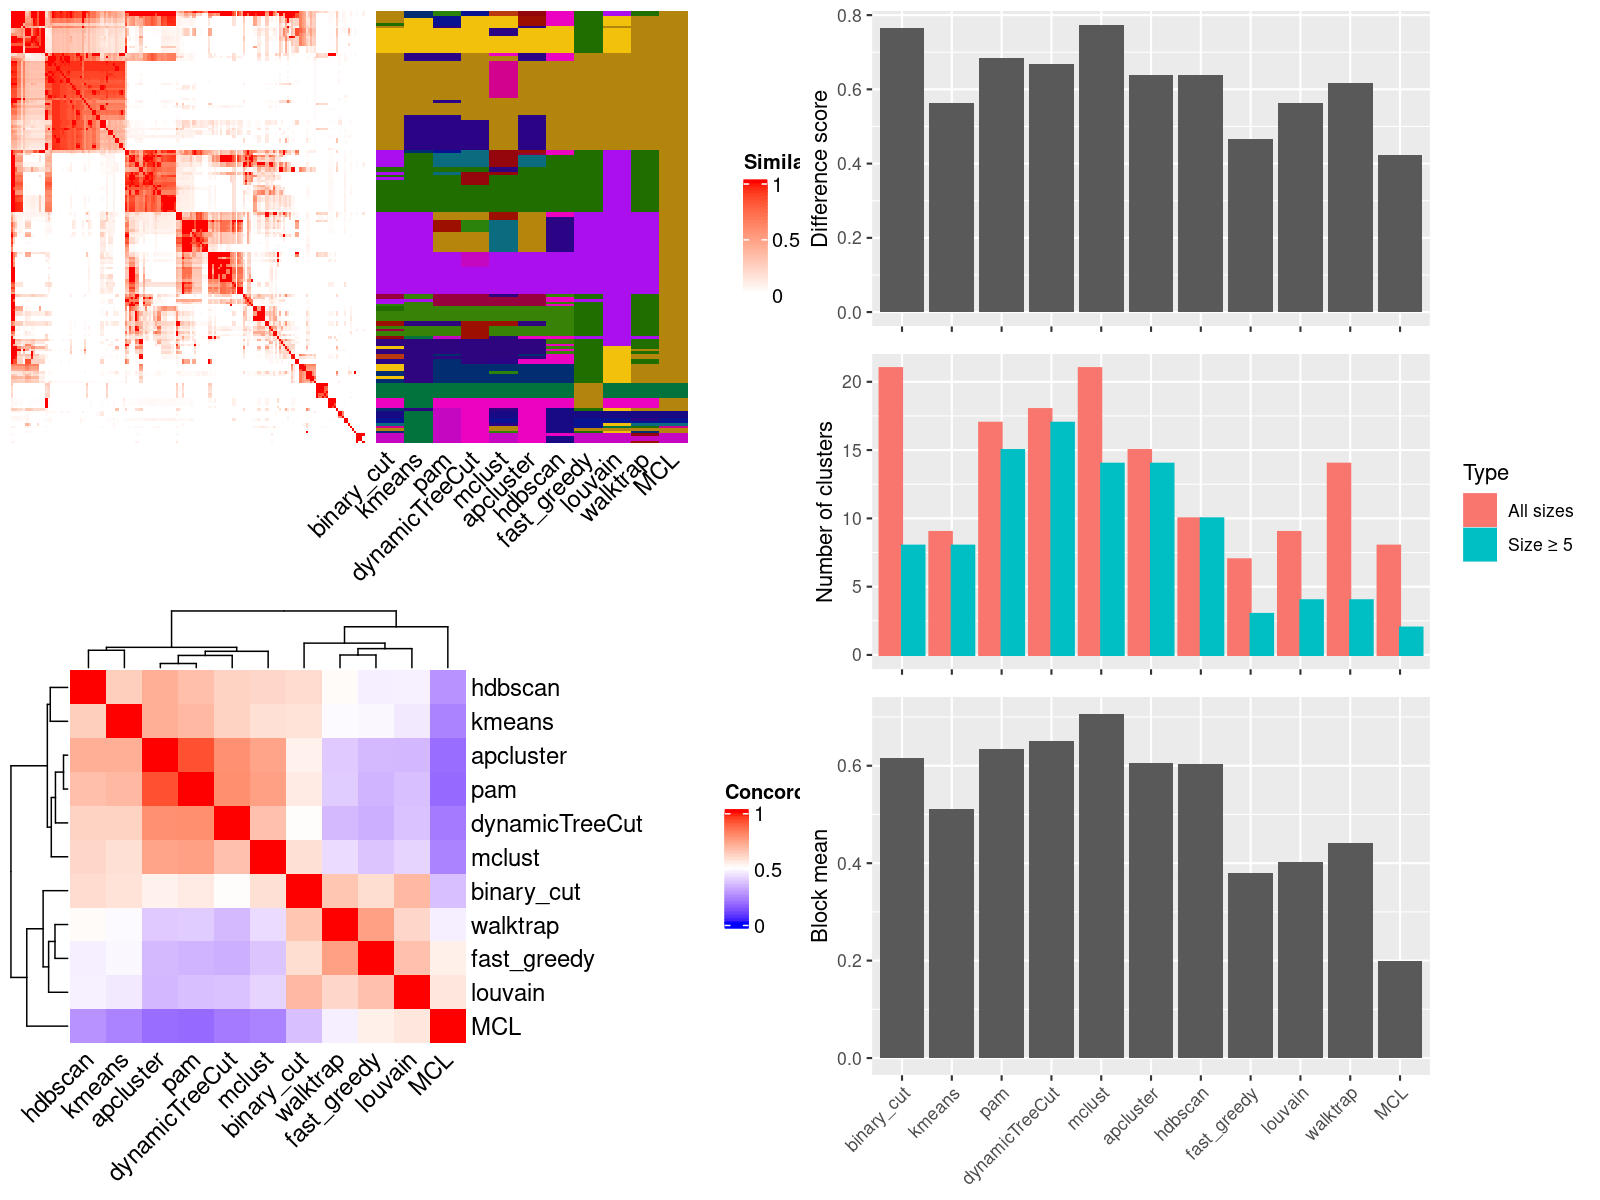 Simila
1
0.5
0
binary_cut
kmeans
pam
dynamicTreeCut
mclust
apcluster
hdbscan
fast_greedy
louvain
walktrap
MCL
hdbscan
kmeans
apcluster
pam
dynamicTreeCut
mclust
binary_cut
walktrap
fast_greedy
louvain
MCL
Concord
1
0.5
0
hdbscan
kmeans
apcluster
pam
dynamicTreeCut
mclust
binary_cut
walktrap
fast_greedy
louvain
MCL
Difference score
0.8
0.6
0.4
0.2
0.0
Number of clusters
20
15
10
5
0
Type
All sizes
Size ≥ 5
Block mean
0.6
0.4
0.2
0.0
binary_cut
kmeans
pam
dynamicTreeCut
mclust
apcluster
hdbscan
fast_greedy
louvain
walktrap
MCL